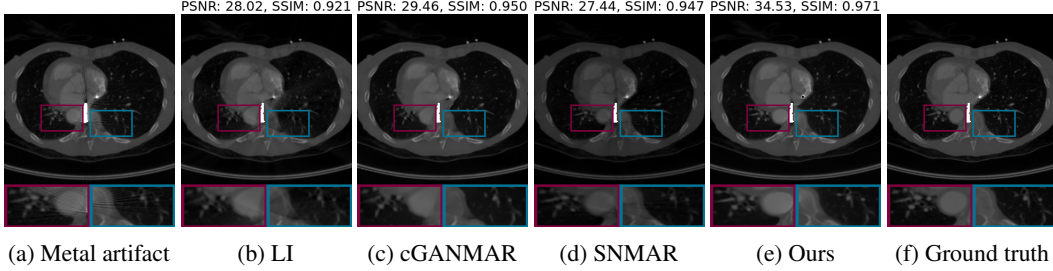 PSNR: 28.02, SSIM: 0.921
PSNR: 29.46, SSIM: 0.950
PSNR: 27.44, SSIM: 0.947
PSNR: 34.53, SSIM: 0.971
(a) Metal artifact
(b) LI
(c) cGANMAR
(d) SNMAR
(e) Ours
(f) Ground truth